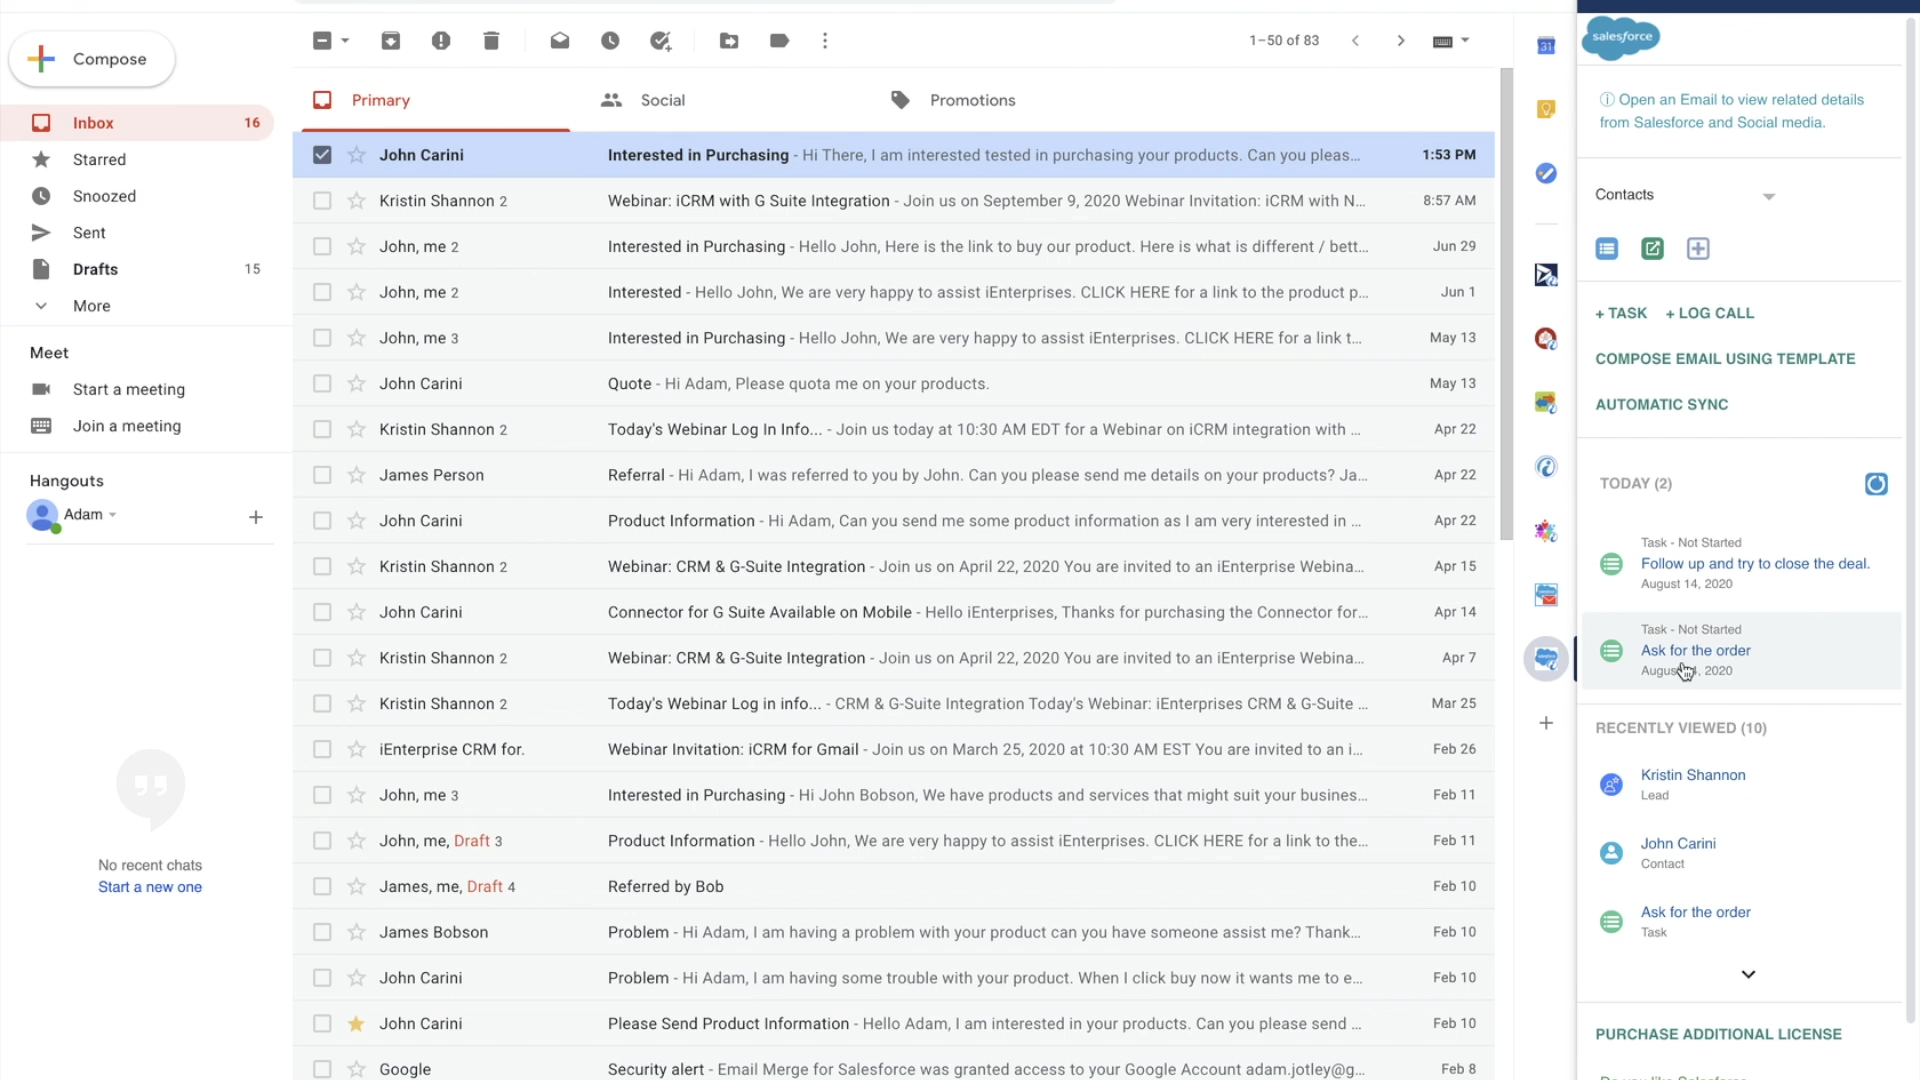 Compose
Inbox 16
Starred
Snoozed
Sent
Drafts 15
More
Meet
Start a meeting
Join a meeting
Hangouts
Adam
No recent chats
Start a new one
1–50 of 83
Primary Social Promotions
John Carini Interested in Purchasing - Hi There, I am interested tested in purchasing your products. Can you pleas… 1:53 PM
Kristin Shannon 2 Webinar: iCRM with G Suite Integration - Join us on September 9, 2020 Webinar Invitation: iCRM with N… 8:57 AM
John, me 2 Interested in Purchasing - Hello John, Here is the link to buy our product. Here is what is different / bett… Jun 29
John, me 2 Interested - Hello John, We are very happy to assist iEnterprises. CLICK HERE for a link to the product p… Jun 1
John, me 3 Interested in Purchasing - Hello John, We are very happy to assist iEnterprises. CLICK HERE for a link t… May 13
John Carini Quote - Hi Adam, Please quota me on your products. May 13
Kristin Shannon 2 Today's Webinar Log In Info... - Join us today at 10:30 AM EDT for a Webinar on iCRM integration with … Apr 22
James Person Referral - Hi Adam, I was referred to you by John. Can you please send me details on your products? Ja… Apr 22
John Carini Product Information - Hi Adam, Can you send me some product information as I am very interested in … Apr 22
Kristin Shannon 2 Webinar: CRM & G-Suite Integration - Join us on April 22, 2020 You are invited to an iEnterprise Webina… Apr 15
John Carini Connector for G Suite Available on Mobile - Hello iEnterprises, Thanks for purchasing the Connector for… Apr 14
Kristin Shannon 2 Webinar: CRM & G-Suite Integration - Join us on April 22, 2020 You are invited to an iEnterprise Webina… Apr 7
Kristin Shannon 2 Today's Webinar Log in info... - CRM & G-Suite Integration Today's Webinar: iEnterprises CRM & G-Suite … Mar 25
iEnterprise CRM for. Webinar Invitation: iCRM for Gmail - Join us on March 25, 2020 at 10:30 AM EST You are invited to an i… Feb 26
John, me 3 Interested in Purchasing - Hi John Bobson, We have products and services that might suit your busines… Feb 11
John, me, Draft 3 Product Information - Hello John, We are very happy to assist iEnterprises. CLICK HERE for a link to the… Feb 11
James, me, Draft 4 Referred by Bob Feb 10
James Bobson Problem - Hi Adam, I am having a problem with your product can you have someone assist me? Thank… Feb 10
John Carini Problem - Hi Adam, I am having some trouble with your product. When I click buy now it wants me to e… Feb 10
John Carini Please Send Product Information - Hello Adam, I am interested in your products. Can you please send … Feb 10
Google Security alert - Email Merge for Salesforce was granted access to your Google Account adam.jotley@g… Feb 8
31
salesforce
Open an Email to view related details
from Salesforce and Social media.
Contacts
+ TASK + LOG CALL
COMPOSE EMAIL USING TEMPLATE
AUTOMATIC SYNC
TODAY (2)
Task - Not Started
Follow up and try to close the deal.
August 14, 2020
Task - Not Started
Ask for the order
2020
RECENTLY VIEWED (10)
Kristin Shannon
Lead
John Carini
Contact
Ask for the order
Task
PURCHASE ADDITIONAL LICENSE